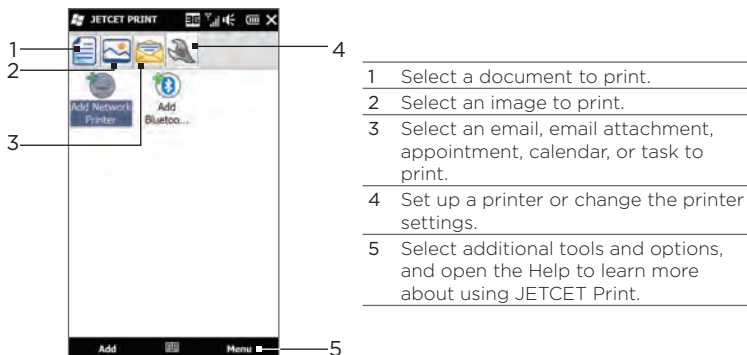 JETCET PRINT
1
2
3
4
Add Network
Printer
Add
Bluetoo...
Add
Menu
5
1 Select a document to print.
2 Select an image to print.
3 Select an email, email attachment,
appointment, calendar, or task to
print.
4 Set up a printer or change the printer
settings.
5 Select additional tools and options,
and open the Help to learn more
about using JETCET Print.